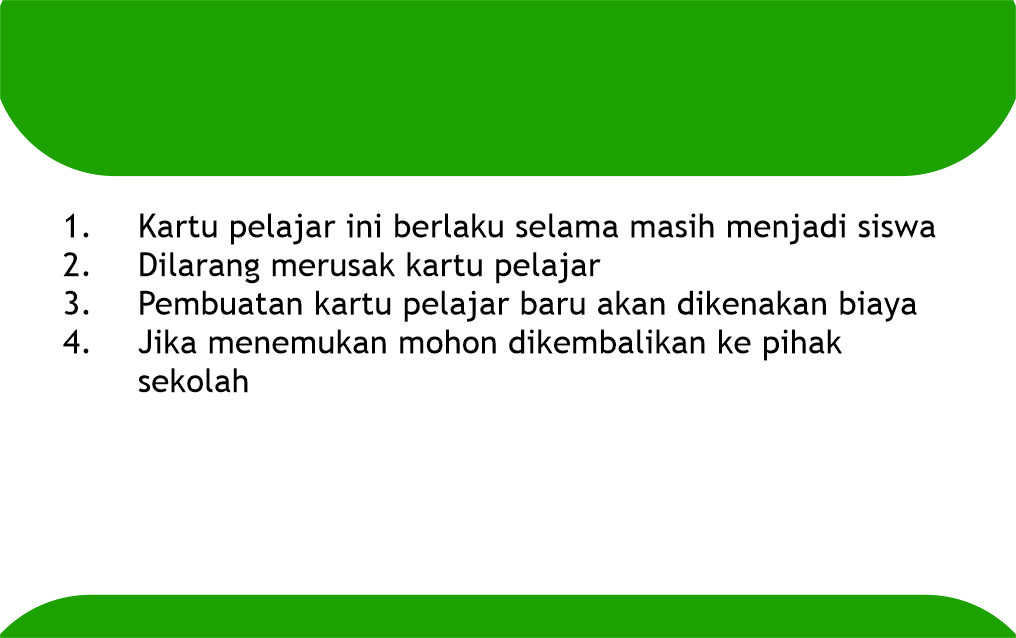 1. Kartu pelajar ini berlaku selama masih menjadi siswa
2. Dilarang merusak kartu pelajar
3. Pembuatan kartu pelajar baru akan dikenakan biaya
4. Jika menemukan mohon dikembalikan ke pihak
sekolah